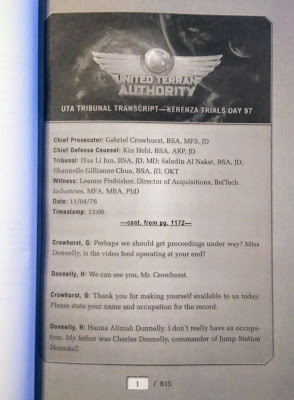 UNITED TERRAN
AUTHORITY
UTA TRIBUNAL TRANSCRIPT—KERENZA TRIALS DAY 97
Chief Prosecutor: Gabriel Crowhurst, BSA, MFS, JD
Chief Defense Counsel: Kin Hebi, BSA, ARP, JD
Tribunal: Hua Li Jun, BSA, JD, MD; Saladin Al Nakat, BSA, JD;
Shannelle Gillianne Chua, BSA, JD, OKT
Witness: Leanne Frobisher, Director of Acquisitions, BeiTech
Industries, MFA, MBA, PhD
Date: 11/04/76
Timestamp: 13:06
—cont. from pg. 1172—
Crowhurst, G: Perhaps we should get proceedings under way? Miss
Donnelly, is the video feed operating at your end?
Donnelly, H: We can see you, Mr. Crowhurst.
Crowhurst, G: Thank you for making yourself available to us today.
Please state your name and occupation for the record.
Donnelly, H: Hanna Alimah Donnelly. I don't really have an occupa-
tion. My father was Charles Donnelly, commander of Jump Station
Heimdall.
1 / 615